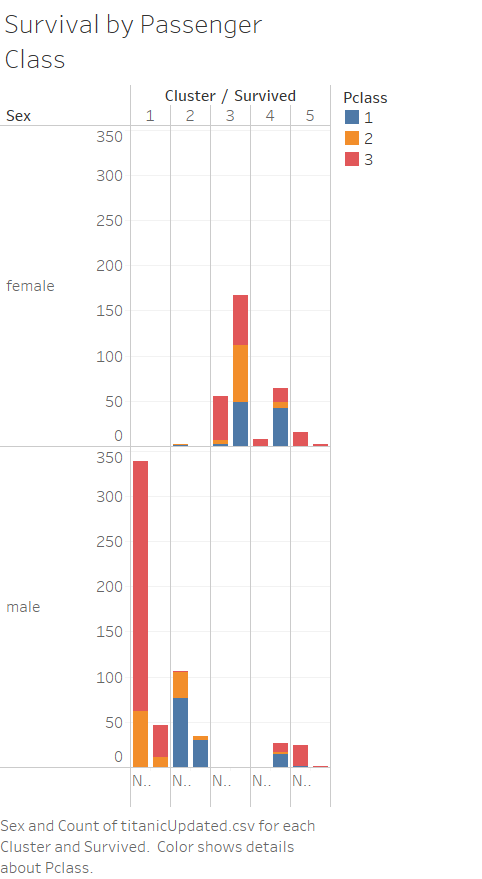 Survival by Passenger
Class
Cluster / Survived
Sex 1 2 3 4 5
Pclass
1
2
3
female
350
300
250
200
150
100
50
0
male
350
300
250
200
150
100
50
0
N.. N.. N.. N.. N..
Sex and Count of titanicUpdated.csv for each
Cluster and Survived. Color shows details
about Pclass.